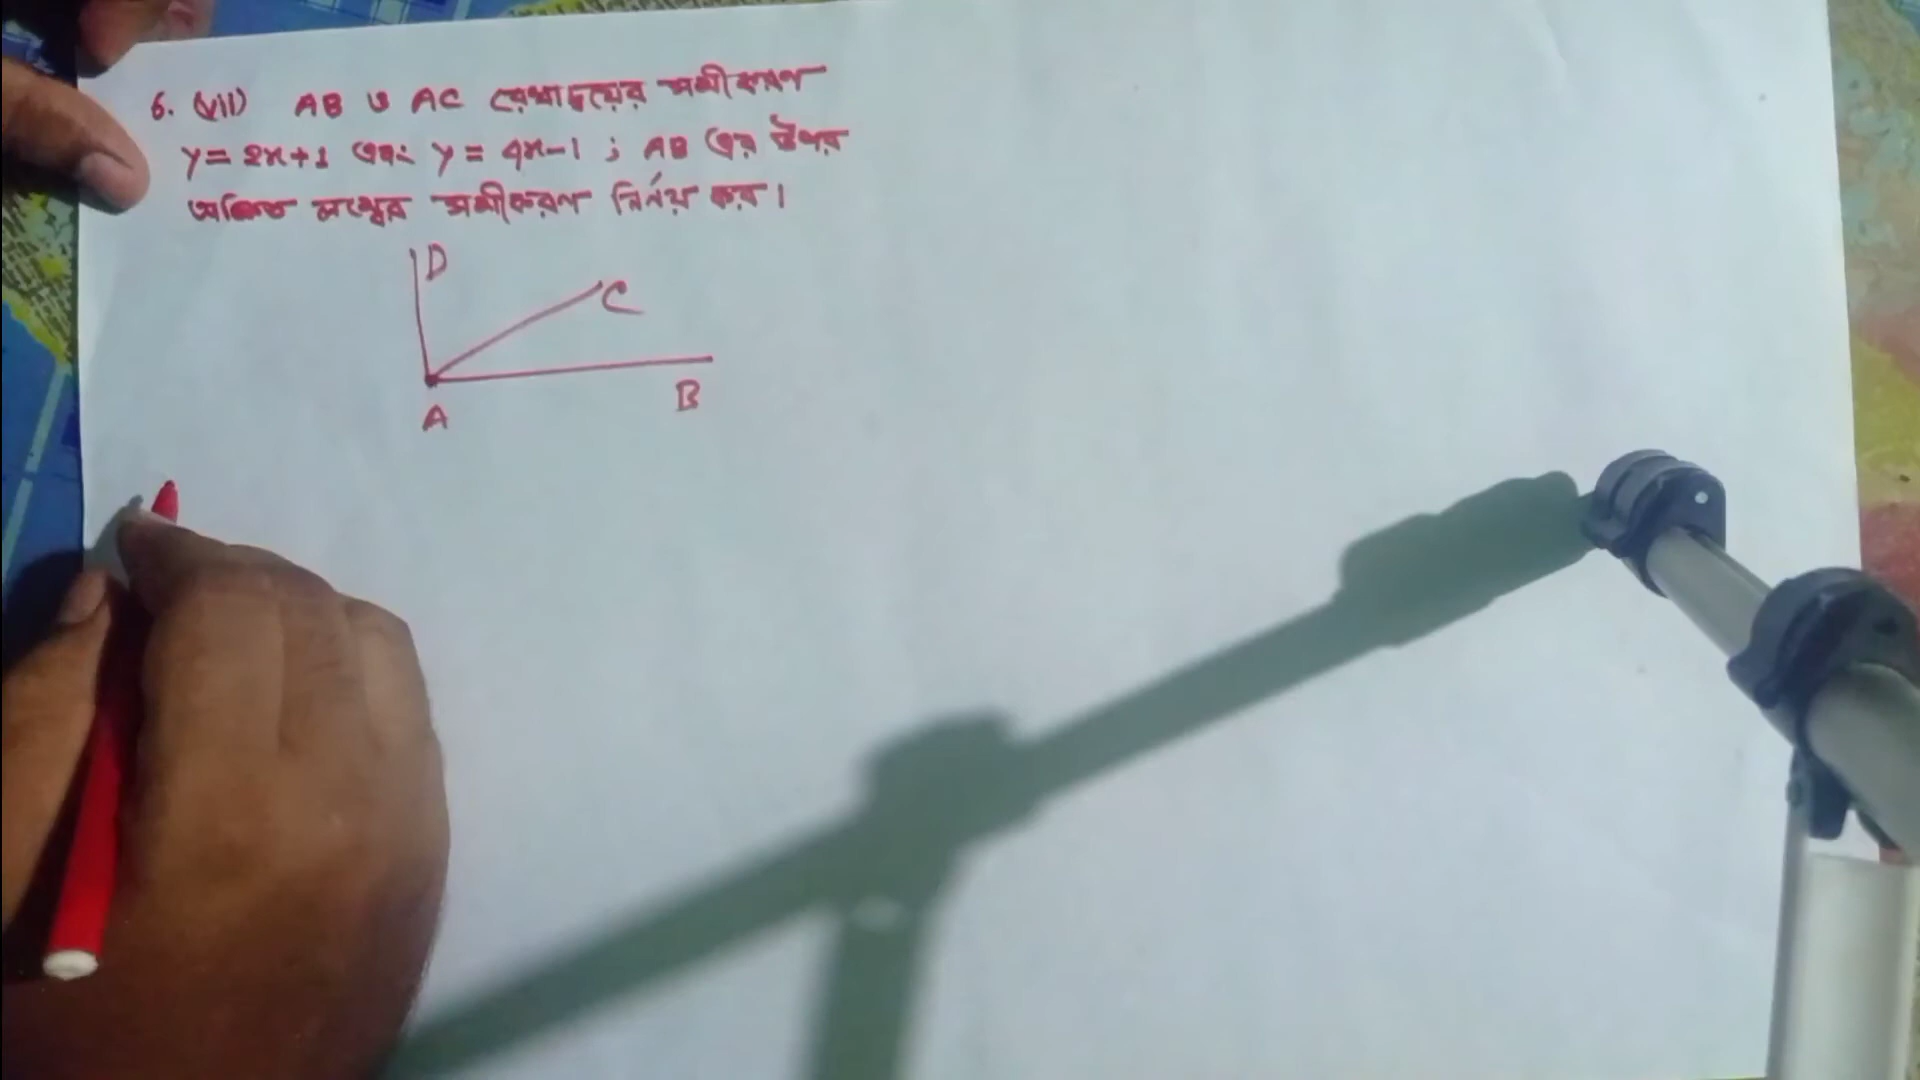 6. (vii) AB ও AC রেখাদ্বয়ের সমীকরণ
y = 2x+1 এবং y = 4x-1 ; AB এর উপর
অঙ্কিত লম্বের সমীকরণ নির্ণয় কর।
D
C
A
B